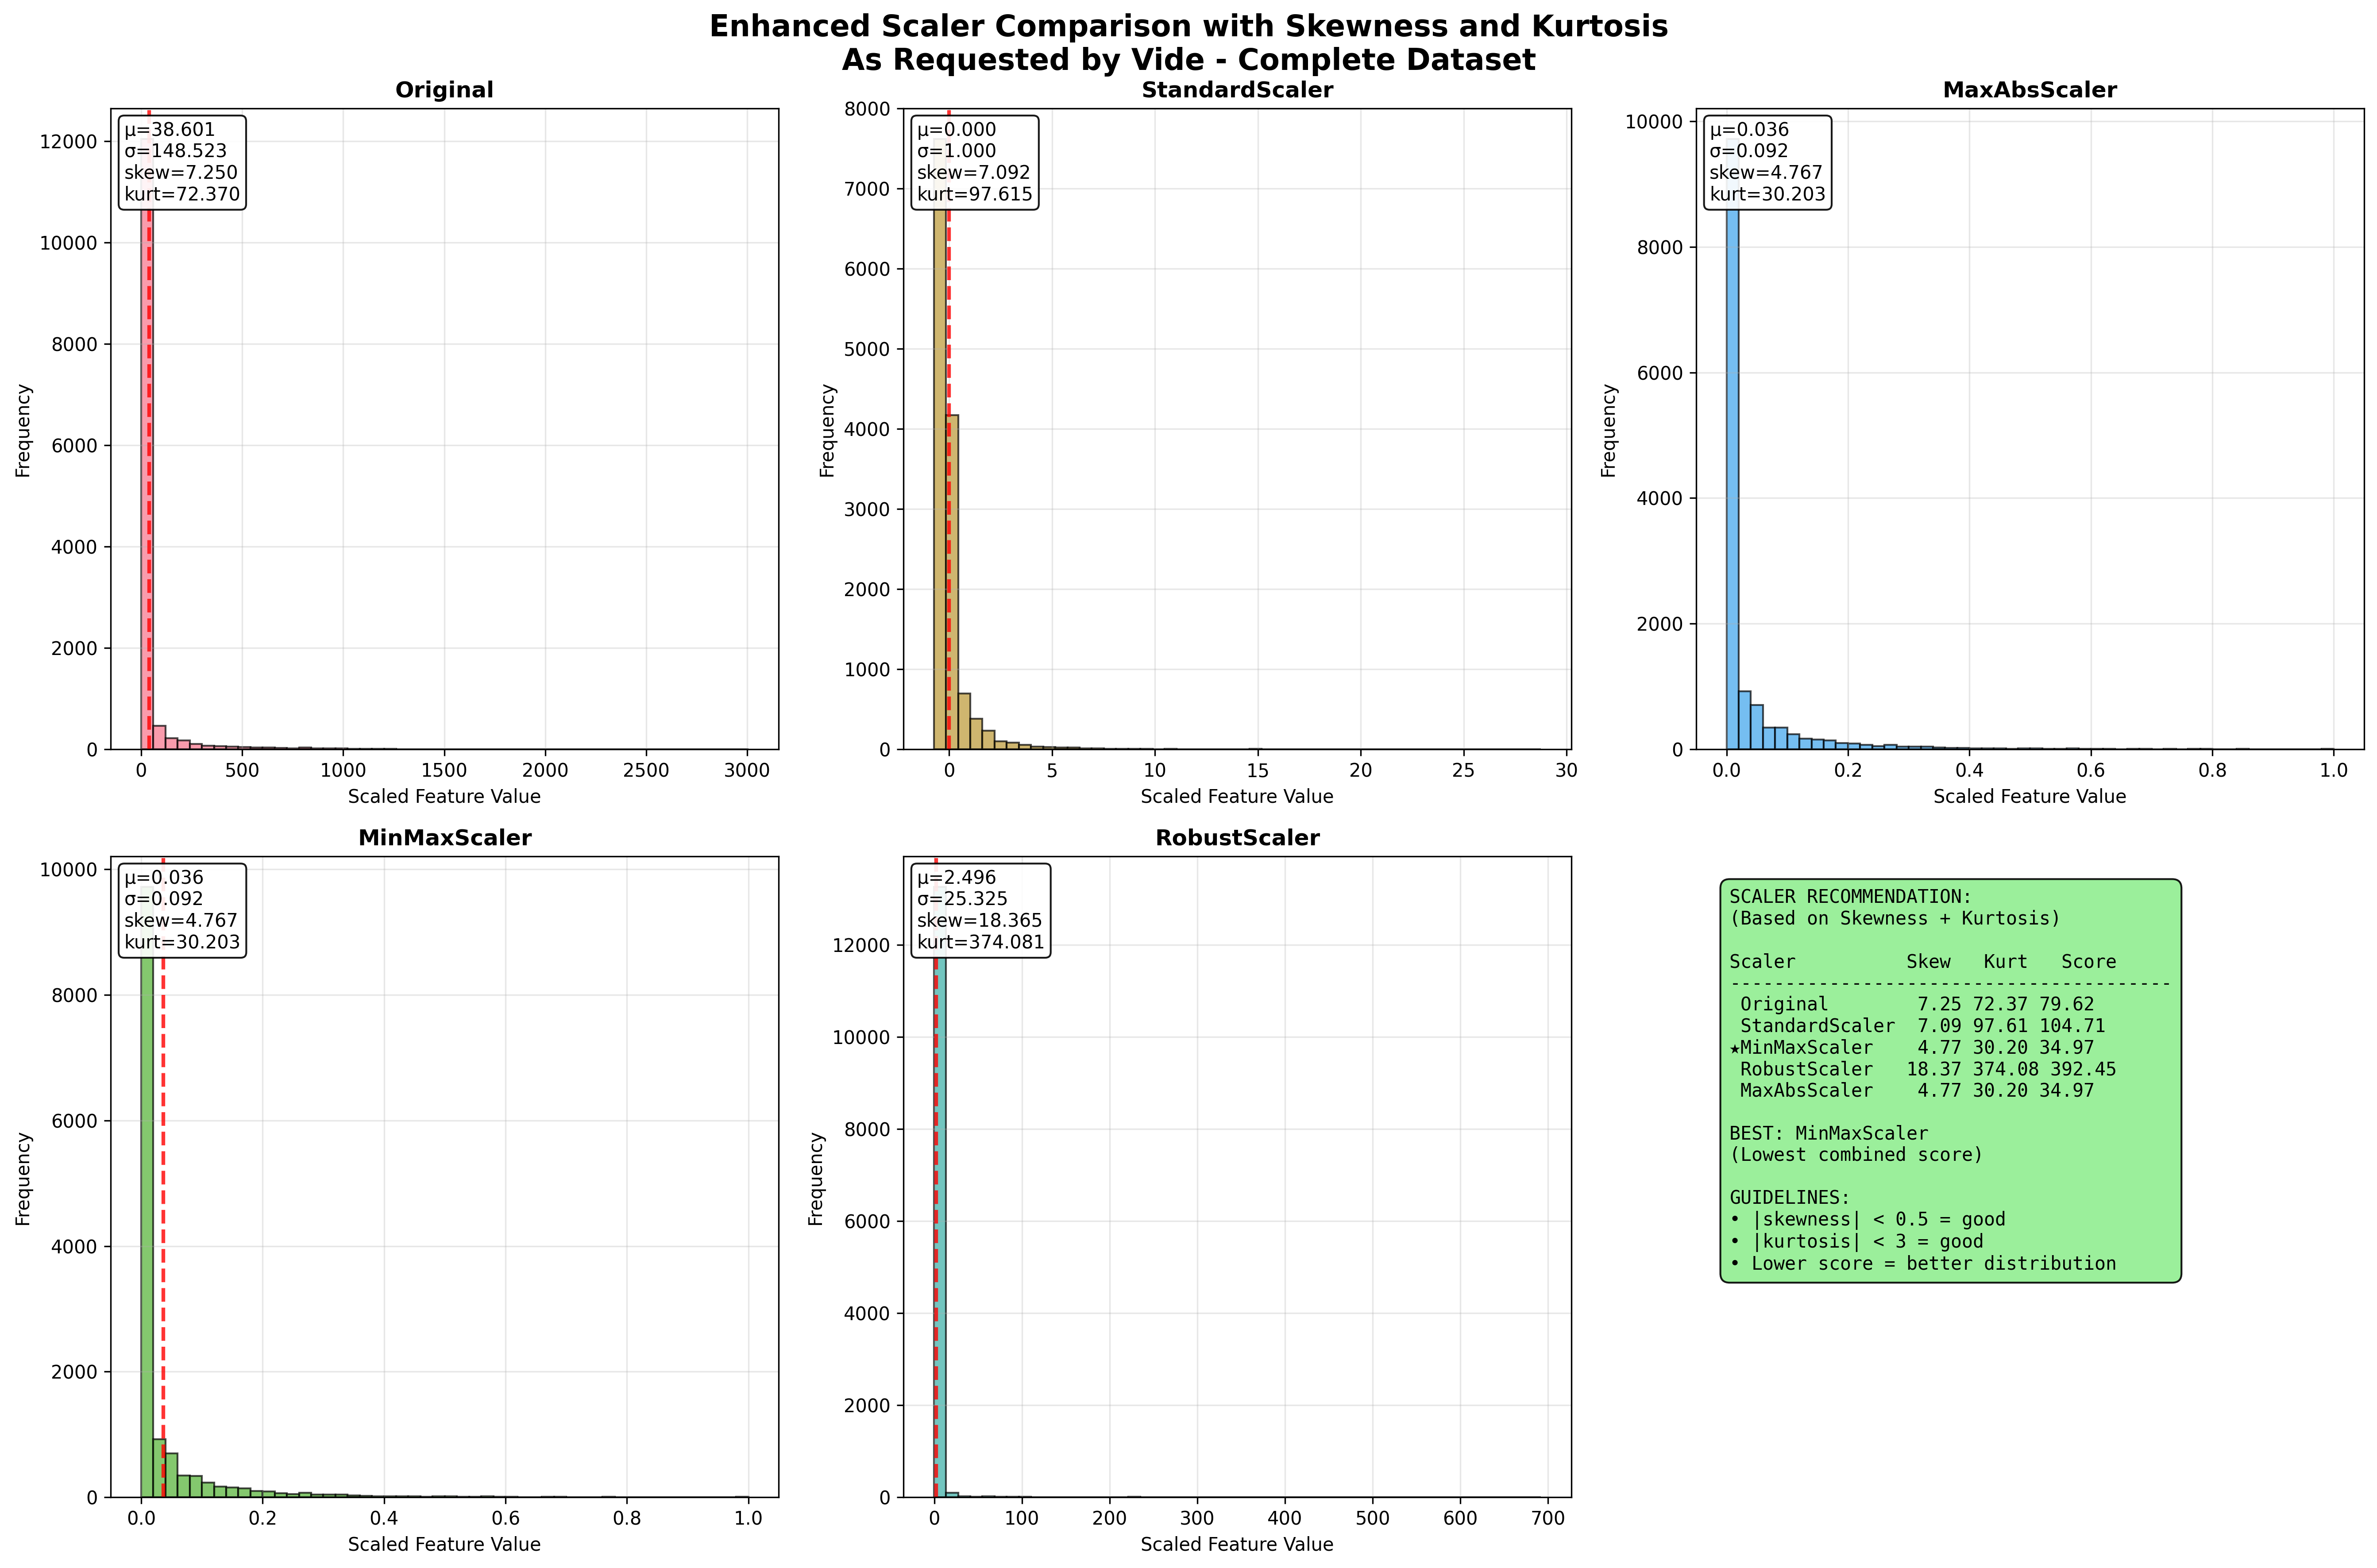 Enhanced Scaler Comparison with Skewness and Kurtosis
As Requested by Vide - Complete Dataset
Original
μ=38.601
σ=148.523
skew=7.250
kurt=72.370
Frequency
12000
10000
8000
6000
4000
2000
0
0 500 1000 1500 2000 2500 3000
Scaled Feature Value
StandardScaler
μ=0.000
σ=1.000
skew=7.092
kurt=97.615
Frequency
8000
7000
6000
5000
4000
3000
2000
1000
0
0 5 10 15 20 25 30
Scaled Feature Value
MaxAbsScaler
μ=0.036
σ=0.092
skew=4.767
kurt=30.203
Frequency
10000
8000
6000
4000
2000
0
0.0 0.2 0.4 0.6 0.8 1.0
Scaled Feature Value
MinMaxScaler
μ=0.036
σ=0.092
skew=4.767
kurt=30.203
Frequency
10000
8000
6000
4000
2000
0
0.0 0.2 0.4 0.6 0.8 1.0
Scaled Feature Value
RobustScaler
μ=2.496
σ=25.325
skew=18.365
kurt=374.081
Frequency
12000
10000
8000
6000
4000
2000
0
0 100 200 300 400 500 600 700
Scaled Feature Value
SCALER RECOMMENDATION:
(Based on Skewness + Kurtosis)
Scaler Skew Kurt Score
----------------------------------------
Original 7.25 72.37 79.62
StandardScaler 7.09 97.61 104.71
★MinMaxScaler 4.77 30.20 34.97
RobustScaler 18.37 374.08 392.45
MaxAbsScaler 4.77 30.20 34.97
BEST: MinMaxScaler
(Lowest combined score)
GUIDELINES:
• |skewness| < 0.5 = good
• |kurtosis| < 3 = good
• Lower score = better distribution